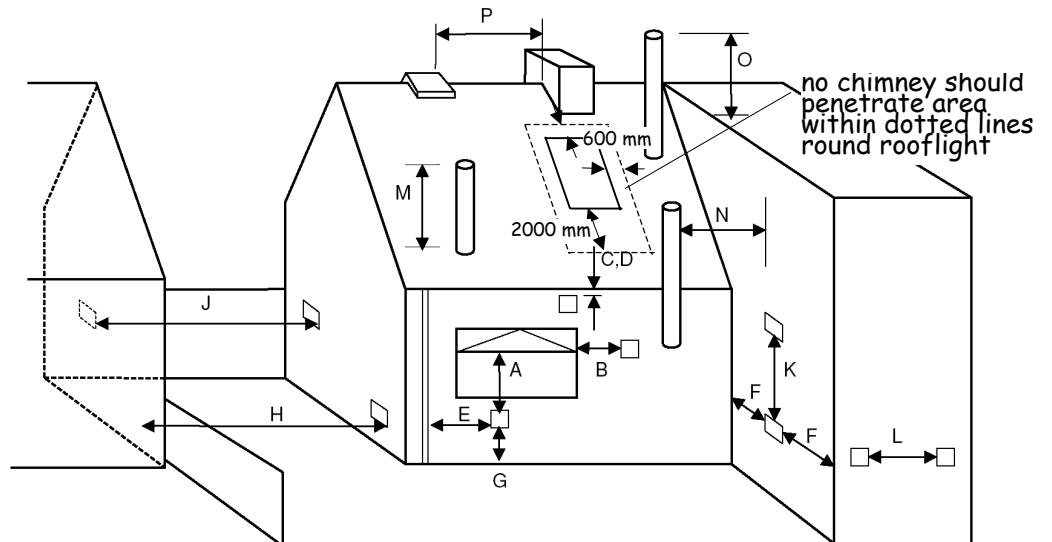 P
O
no chimney should
penetrate area
within dotted lines
round rooflight
600 mm
M
N
2000 mm
C,D
J
A
B
K
F
H
E
F
L
G